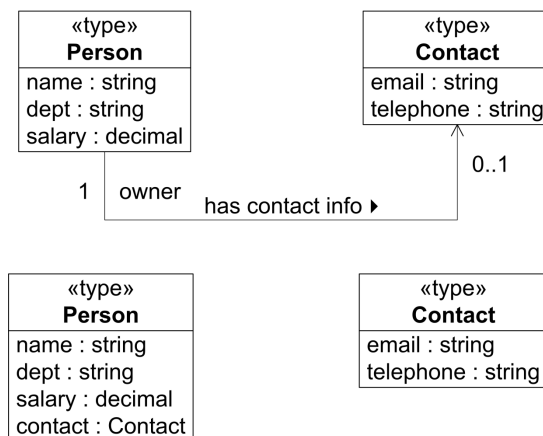 «type»
Person
name : string
dept : string
salary : decimal
«type»
Contact
email : string
telephone : string
0..1
1 owner
has contact info
«type»
Person
name : string
dept : string
salary : decimal
contact : Contact
«type»
Contact
email : string
telephone : string